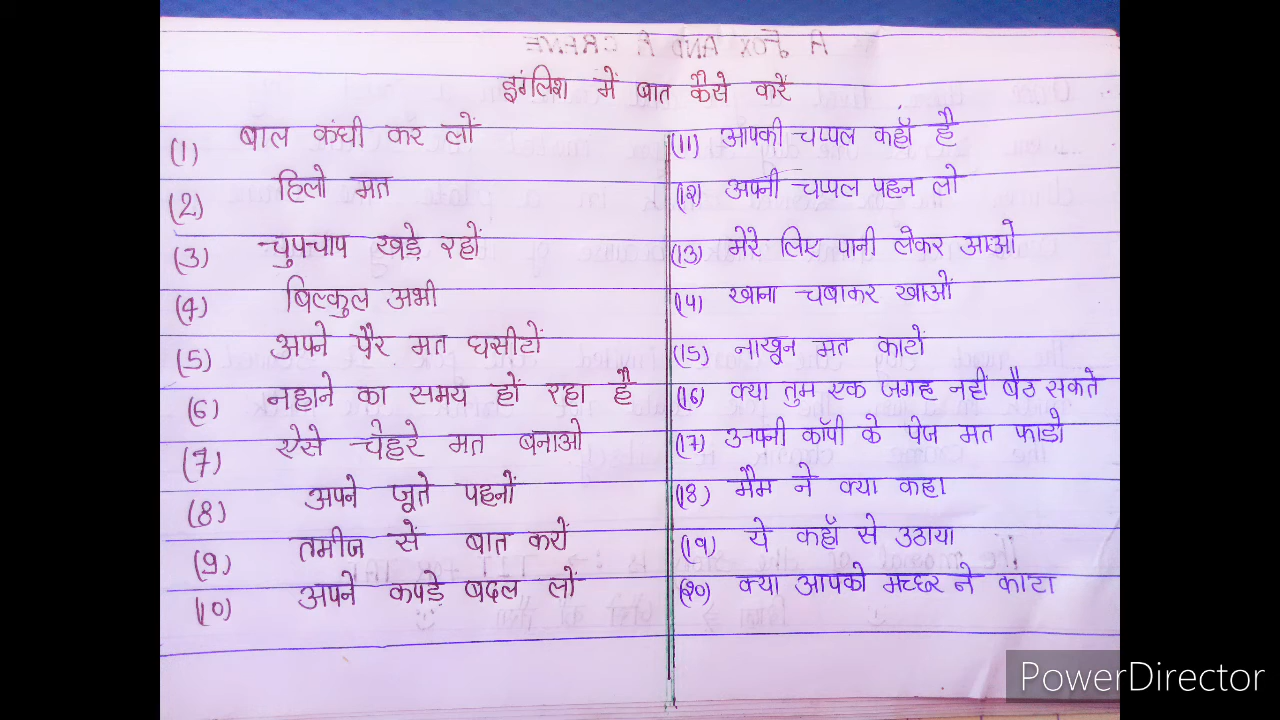 इंगलिश में बात कैसे करें
(1) बाल कंघी कर लों
(2) हिलो मत
(3) चुपचाप खड़े रहों
(4) बिल्कुल अभी
(5) अपने पैर मत घसीटों
(6) नहाने का समय हों रहा है
(7) ऐसे चेहरे मत बनाओ
(8) अपने जूते पहनों
(9) तमीज सें बात करों
(10) अपने कपड़े बदल लों
(11) आपकी चप्पल कहाँ है
(12) अपनी चप्पल पहन लो
(13) मेरे लिए पानी लेकर आओ
(14) खाना चबाकर खाओं
(15) नाखून मत काटों
(16) क्या तुम एक जगह नहीं बैठ सकते
(17) अपनी कॉपी के पेज मत फाडो
(18) मैम ने क्या कहा
(19) ये कहाँ से उठाया
(20) क्या आपको मच्छर ने काटा
PowerDirector